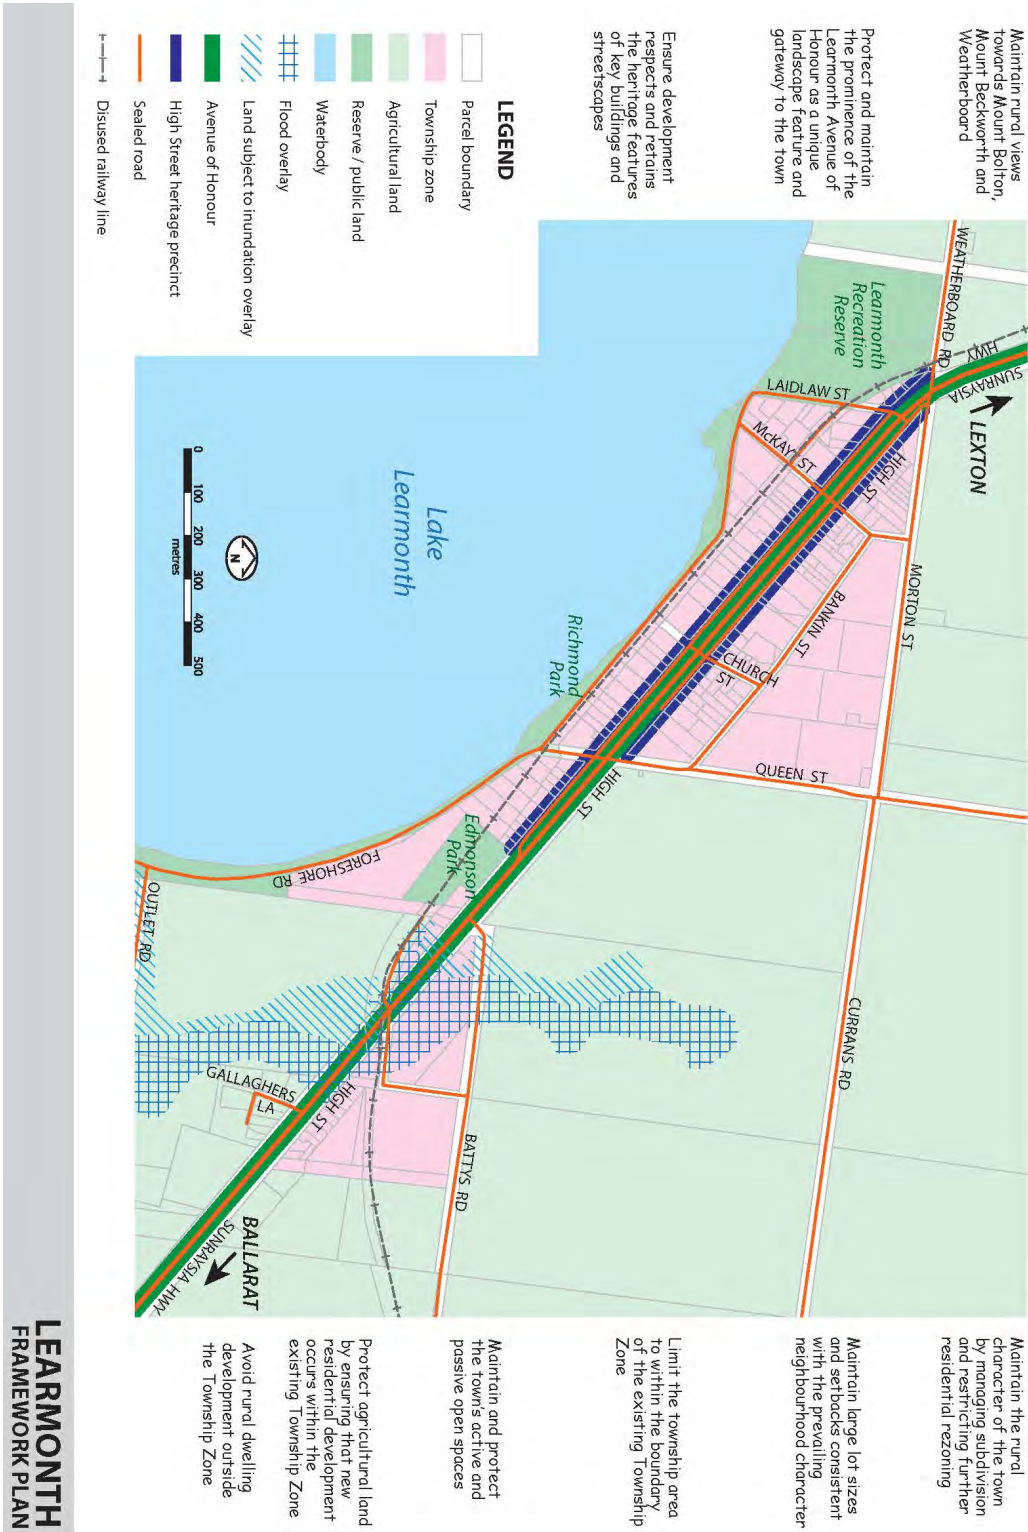 Maintain rural views
towards Mount Bolton,
Mount Beckworth and
Weatherboard
Protect and maintain
the prominence of the
Learmonth Avenue of
Honour as a unique
landscape feature and
gateway to the town
Ensure development
respects and retains
the heritage features
of key buildings and
streetscapes
LEGEND
Parcel boundary
Township zone
Agricultural land
Reserve / public land
Waterbody
Flood overlay
Land subject to inundation overlay
Avenue of Honour
High Street heritage precinct
Sealed road
Disused railway line
WEATHERBOARD RD
SUNRAYSIA
HWY
LEXTON
Learmonth
Recreation
Reserve
LAIDLAW ST
McKAY ST
HIGH ST
MORTON ST
BANKIN ST
CHURCH
ST
QUEEN ST
Lake
Learmonth
Richmond
Park
HIGH ST
Edmonson
Park
FORESHORE RD
OUTLET RD
CURRANS RD
GALLAGHERS
LA
HIGH ST
BATTYS RD
SUNRAYSIA HWY
BALLARAT
N
0
100
200
300
400
500
metres
Maintain the rural
character of the town
by managing subdivision
and restricting further
residential rezoning
Maintain large lot sizes
and setbacks consistent
with the prevailing
neighbourhood character
Limit the township area
to within the boundary
of the existing Township
Zone
Maintain and protect
the town's active and
passive open spaces
Protect agricultural land
by ensuring that new
residential development
occurs within the
existing Township Zone
Avoid rural dwelling
development outside
the Township Zone
LEARMONTH
FRAMEWORK PLAN